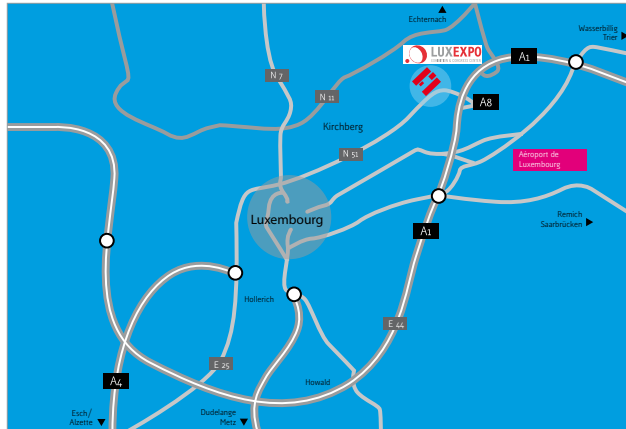 Echternach
Wasserbillig
Trier
LUXEXPO
A1
N 7
A8
N 11
Kirchberg
N 51
Aéroport de
Luxembourg
Luxembourg
Remich
Saarbrücken
A1
Hollerich
E 44
E 25
A4
Howald
Esch/
Alzette
Dudelange
Metz